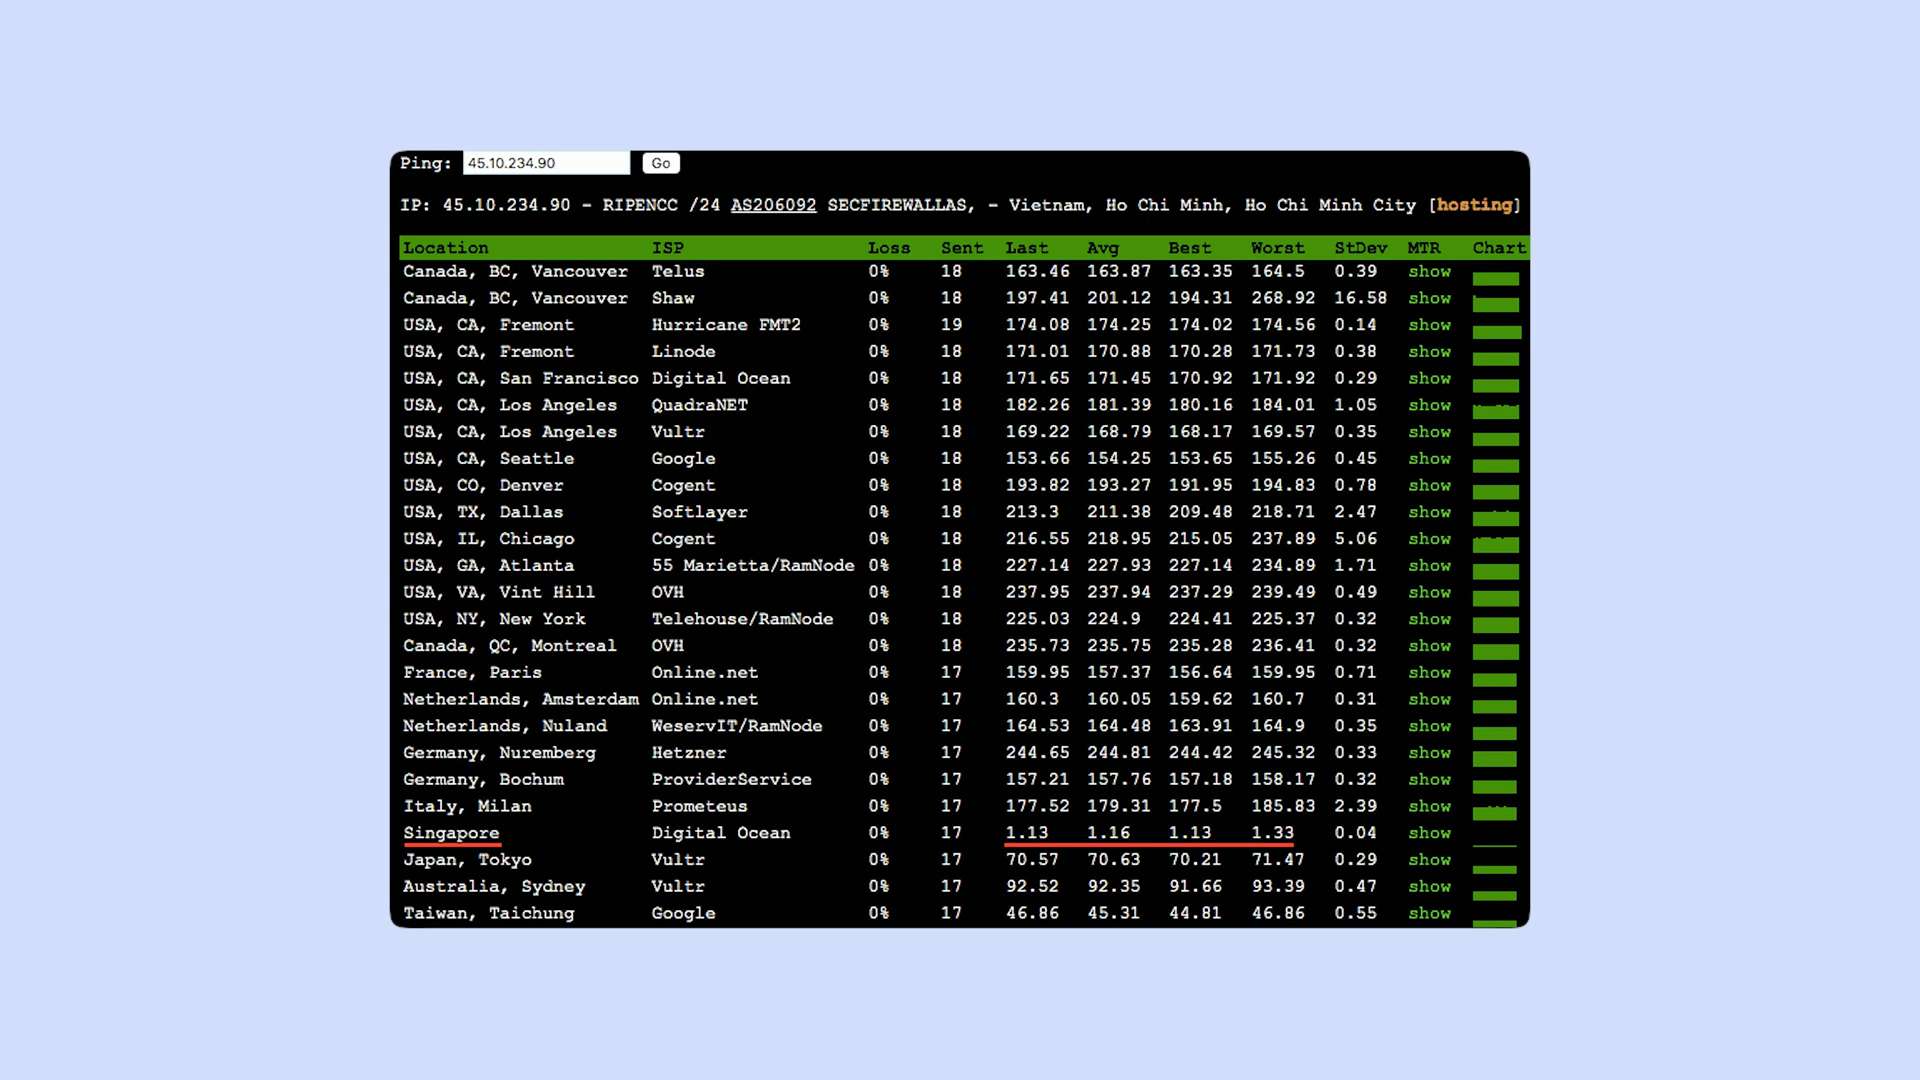 Ping: 45.10.234.90 Go
IP: 45.10.234.90 - RIPENCC /24 AS206092 SECFIREWALLAS, - Vietnam, Ho Chi Minh, Ho Chi Minh City [hosting]
Location ISP Loss Sent Last Avg Best Worst StDev MTR Chart
Canada, BC, Vancouver Telus 0% 18 163.46 163.87 163.35 164.5 0.39 show
Canada, BC, Vancouver Shaw 0% 18 197.41 201.12 194.31 268.92 16.58 show
USA, CA, Fremont Hurricane FMT2 0% 19 174.08 174.25 174.02 174.56 0.14 show
USA, CA, Fremont Linode 0% 18 171.01 170.88 170.28 171.73 0.38 show
USA, CA, San Francisco Digital Ocean 0% 18 171.65 171.45 170.92 171.92 0.29 show
USA, CA, Los Angeles QuadraNET 0% 18 182.26 181.39 180.16 184.01 1.05 show
USA, CA, Los Angeles Vultr 0% 18 169.22 168.79 168.17 169.57 0.35 show
USA, CA, Seattle Google 0% 18 153.66 154.25 153.65 155.26 0.45 show
USA, CO, Denver Cogent 0% 18 193.82 193.27 191.95 194.83 0.78 show
USA, TX, Dallas Softlayer 0% 18 213.3 211.38 209.48 218.71 2.47 show
USA, IL, Chicago Cogent 0% 18 216.55 218.95 215.05 237.89 5.06 show
USA, GA, Atlanta 55 Marietta/RamNode 0% 18 227.14 227.93 227.14 234.89 1.71 show
USA, VA, Vint Hill OVH 0% 18 237.95 237.94 237.29 239.49 0.49 show
USA, NY, New York Telehouse/RamNode 0% 18 225.03 224.9 224.41 225.37 0.32 show
Canada, QC, Montreal OVH 0% 18 235.73 235.75 235.28 236.41 0.32 show
France, Paris Online.net 0% 17 159.95 157.37 156.64 159.95 0.71 show
Netherlands, Amsterdam Online.net 0% 17 160.3 160.05 159.62 160.7 0.31 show
Netherlands, Nuland WeservIT/RamNode 0% 17 164.53 164.48 163.91 164.9 0.35 show
Germany, Nuremberg Hetzner 0% 17 244.65 244.81 244.42 245.32 0.33 show
Germany, Bochum ProviderService 0% 17 157.21 157.76 157.18 158.17 0.32 show
Italy, Milan Prometeus 0% 17 177.52 179.31 177.5 185.83 2.39 show
Singapore Digital Ocean 0% 17 1.13 1.16 1.13 1.33 0.04 show
Japan, Tokyo Vultr 0% 17 70.57 70.63 70.21 71.47 0.29 show
Australia, Sydney Vultr 0% 17 92.52 92.35 91.66 93.39 0.47 show
Taiwan, Taichung Google 0% 17 46.86 45.31 44.81 46.86 0.55 show